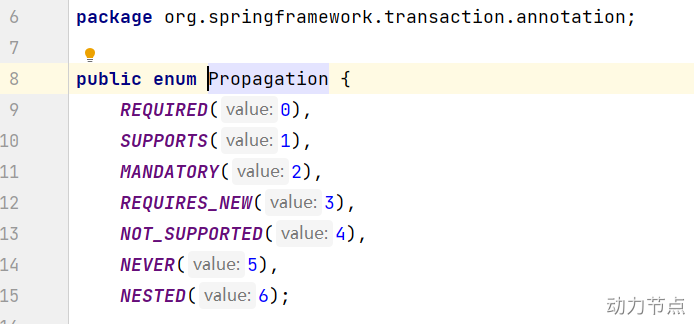 6 package org.springframework.transaction.annotation;
7
8 public enum Propagation {
9 REQUIRED( value: 0),
10 SUPPORTS( value: 1),
11 MANDATORY( value: 2),
12 REQUIRES_NEW( value: 3),
13 NOT_SUPPORTED( value: 4),
14 NEVER( value: 5),
15 NESTED( value: 6);
动力节点